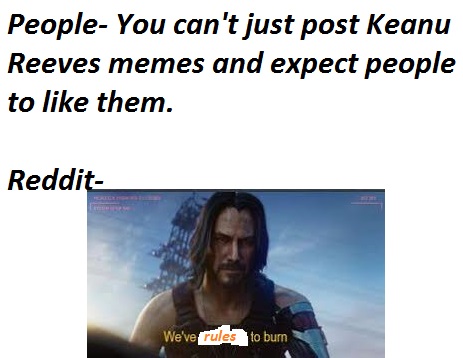 People- You can't just post Keanu
Reeves memes and expect people
to like them.
Reddit-
We've rules to burn